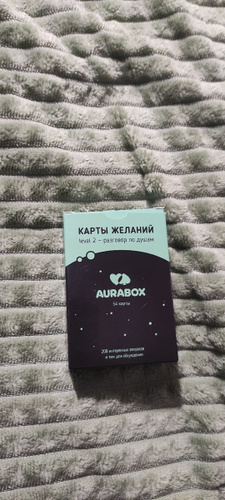 КАРТЫ ЖЕЛАНИЙ
level 2 – разговор по душам
AURABOX
54 карты
208 интересных вопросов
и тем для обсуждения